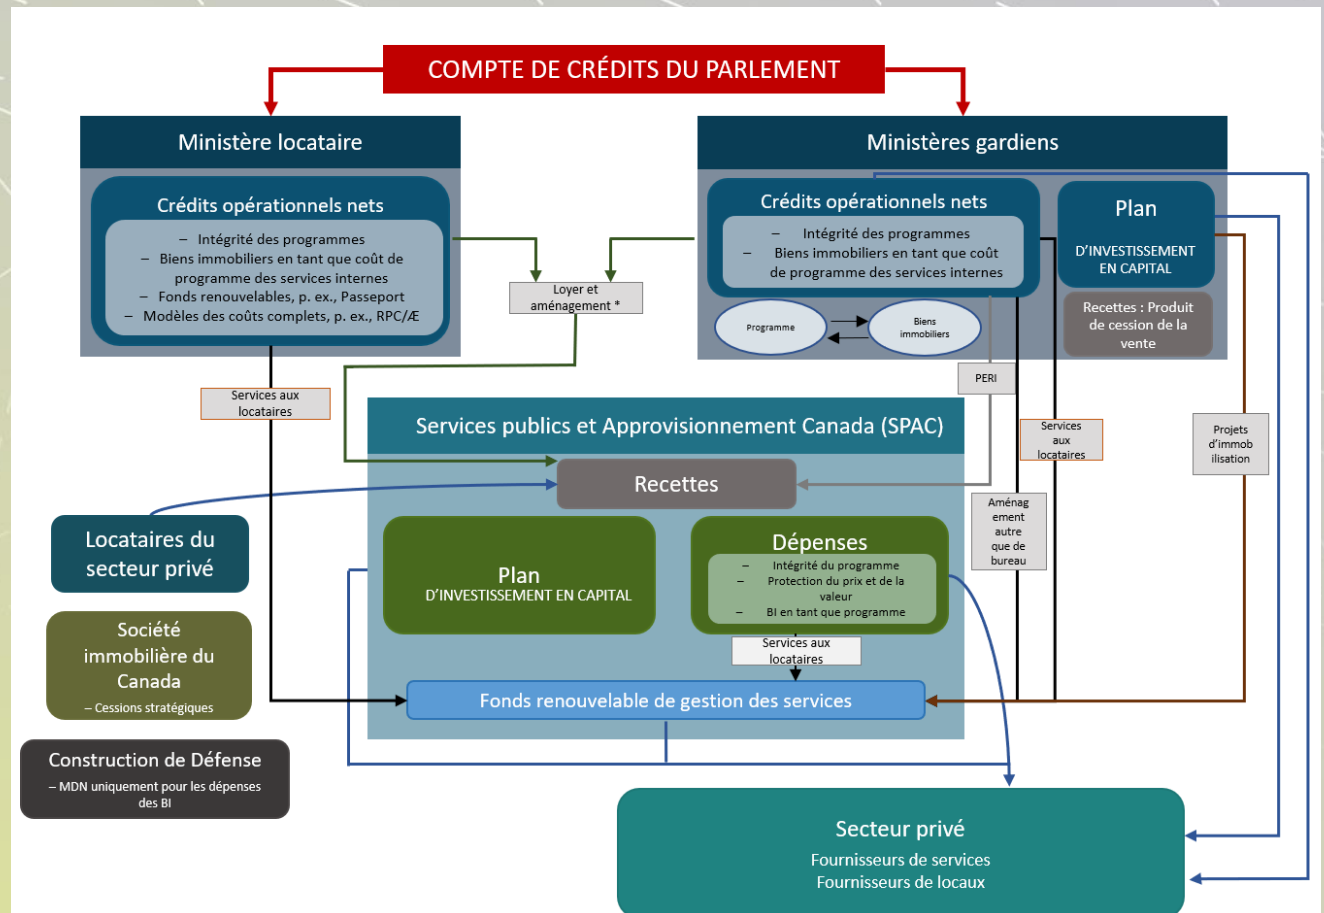 COMPTE DE CRÉDITS DU PARLEMENT
Ministère locataire
Crédits opérationnels nets
– Intégrité des programmes
– Biens immobiliers en tant que coût de
programme des services internes
– Fonds renouvelables, p. ex., Passeport
– Modèles des coûts complets, p. ex., RPC/Æ
Ministères gardiens
Crédits opérationnels nets
– Intégrité des programmes
– Biens immobiliers en tant que coût
de programme des services internes
Programme
Biens
immobiliers
Plan
D’INVESTISSEMENT
EN CAPITAL
Recettes : Produit
de cession de la
vente
Loyer et
aménagement *
Services aux
locataires
PERI
Services
aux
locataires
Projets
d’immob
ilisation
Aménag
ement
autre
que de
bureau
Services publics et Approvisionnement Canada (SPAC)
Recettes
Plan
D’INVESTISSEMENT EN CAPITAL
Dépenses
– Intégrité du programme
– Protection du prix et de la
valeur
– BI en tant que programme
Services aux
locataires
Fonds renouvelable de gestion des services
Locataires du
secteur privé
Société
immobilière du
Canada
– Cessions stratégiques
Construction de Défense
– MDN uniquement pour les dépenses
des BI
Secteur privé
Fournisseurs de services
Fournisseurs de locaux